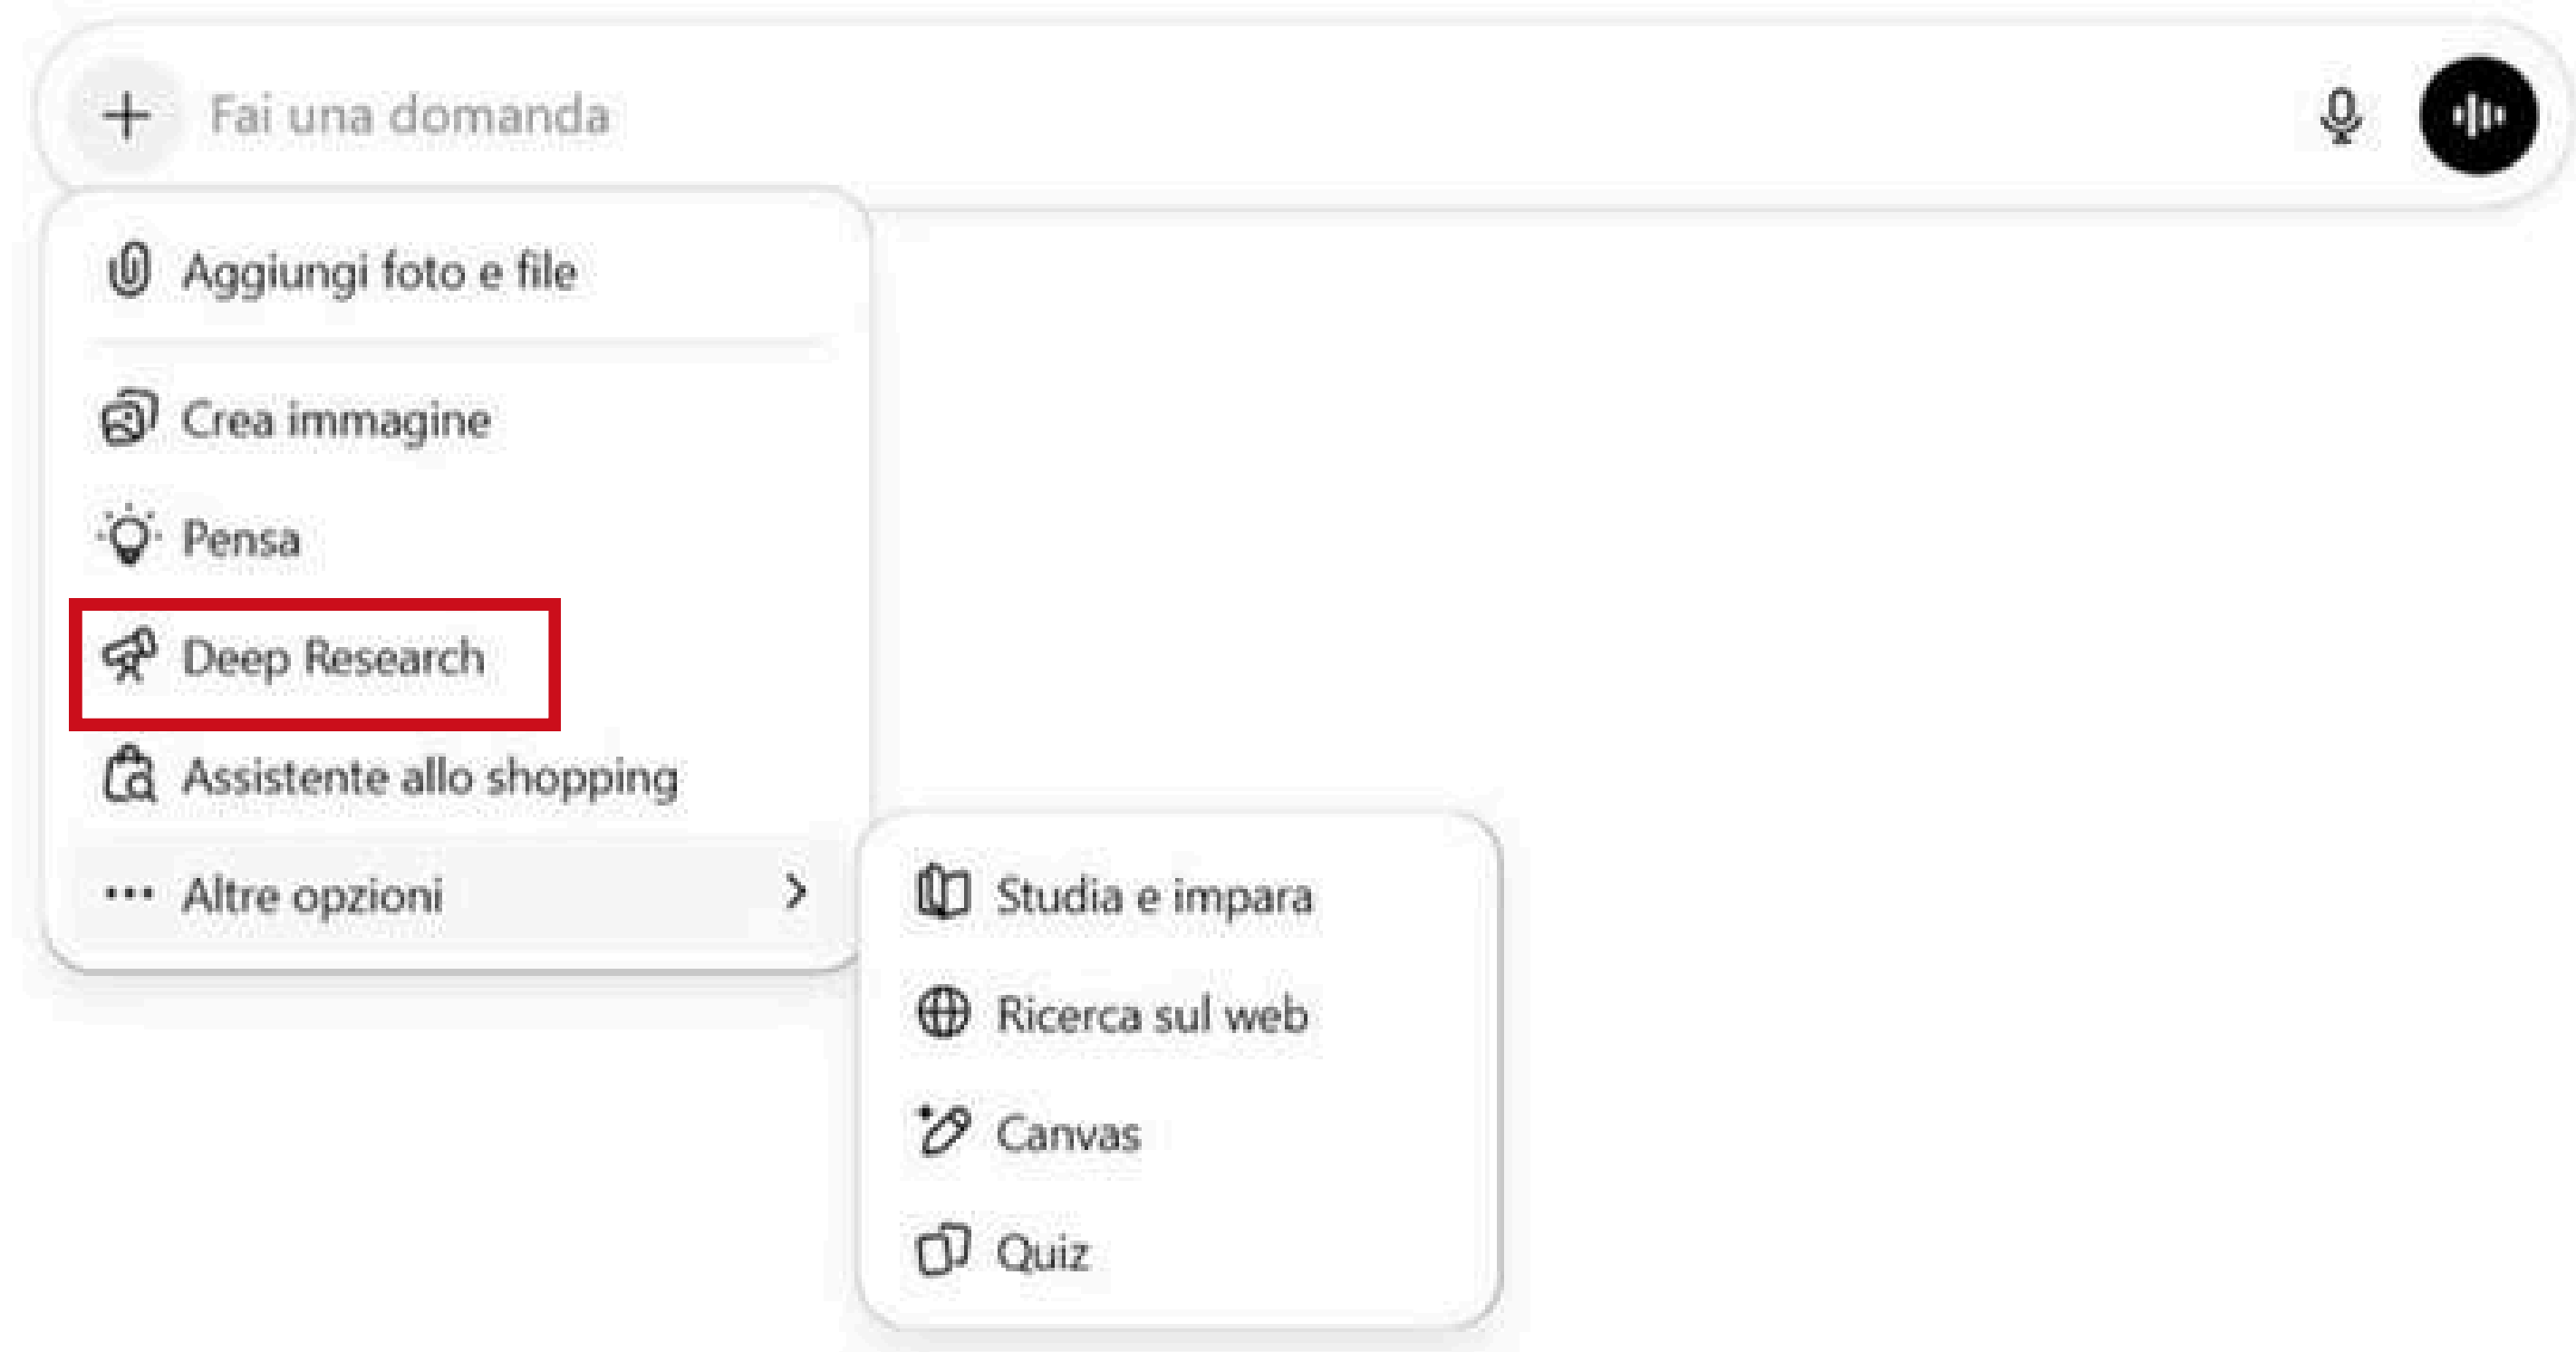 Fai una domanda
Aggiungi foto e file
Crea immagine
Pensa
Deep Research
Assistente allo shopping
Altre opzioni
Studia e impara
Ricerca sul web
Canvas
Quiz